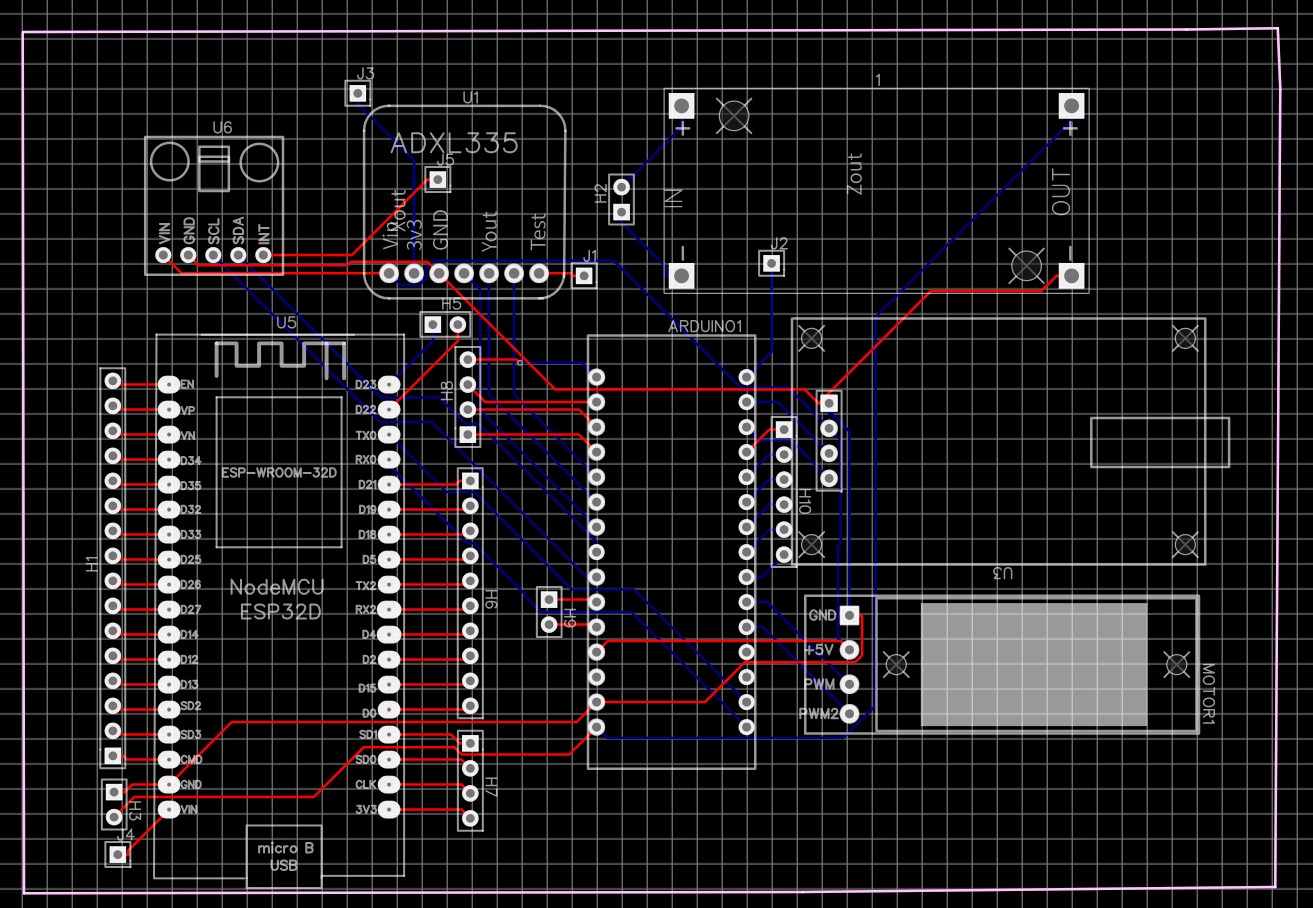 J3
U1
1
U6
ADXL335
J5
Zout
H2
IN
OUT
VIN
GND
SCL
SDA
INT
Vin
Xout
3v3
GND
Yout
Test
J1
J2
H5
U5
ARDUINO1
EN
VP
VN
D34
D35
D32
D33
D25
D26
D27
D14
D12
D13
SD2
SD3
CMD
GND
VIN
D23
D22
TX0
RX0
D21
D19
D18
D5
TX2
RX2
D4
D2
D15
D0
SD1
SD0
CLK
3V3
ESP-WROOM-32D
NodeMCU
ESP32D
micro B
USB
H1
H3
J4
H8
H6
H7
H9
H10
U3
GND
+5V
PWM
PWM2
MOTOR1